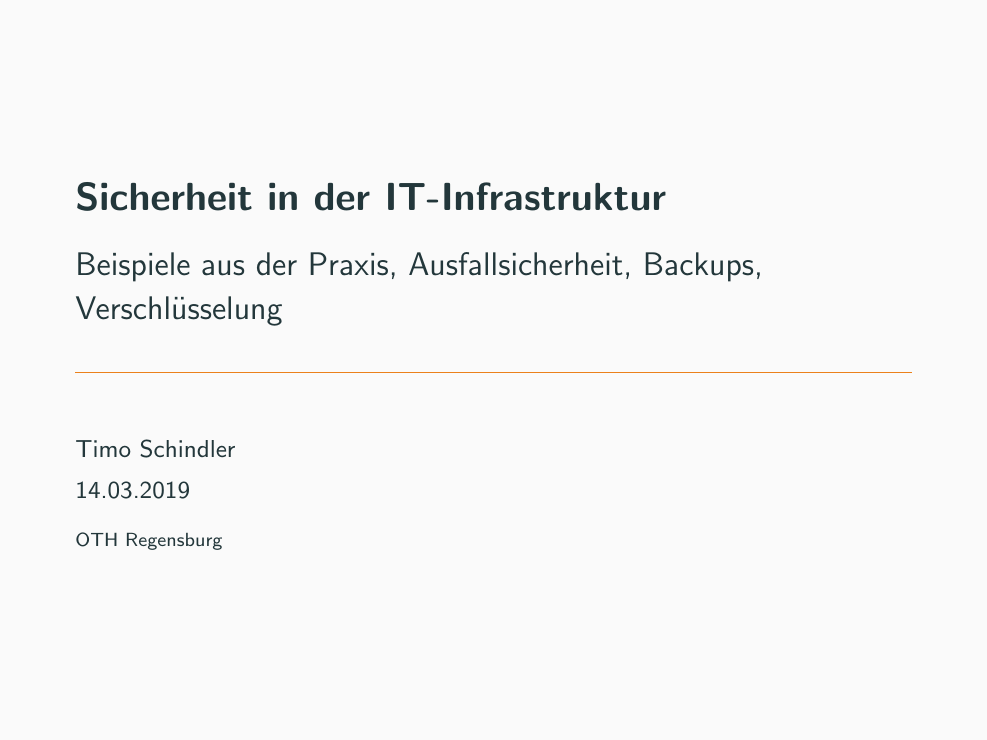 Sicherheit in der IT-Infrastruktur
Beispiele aus der Praxis, Ausfallsicherheit, Backups,
Verschlüsselung
Timo Schindler
14.03.2019
OTH Regensburg